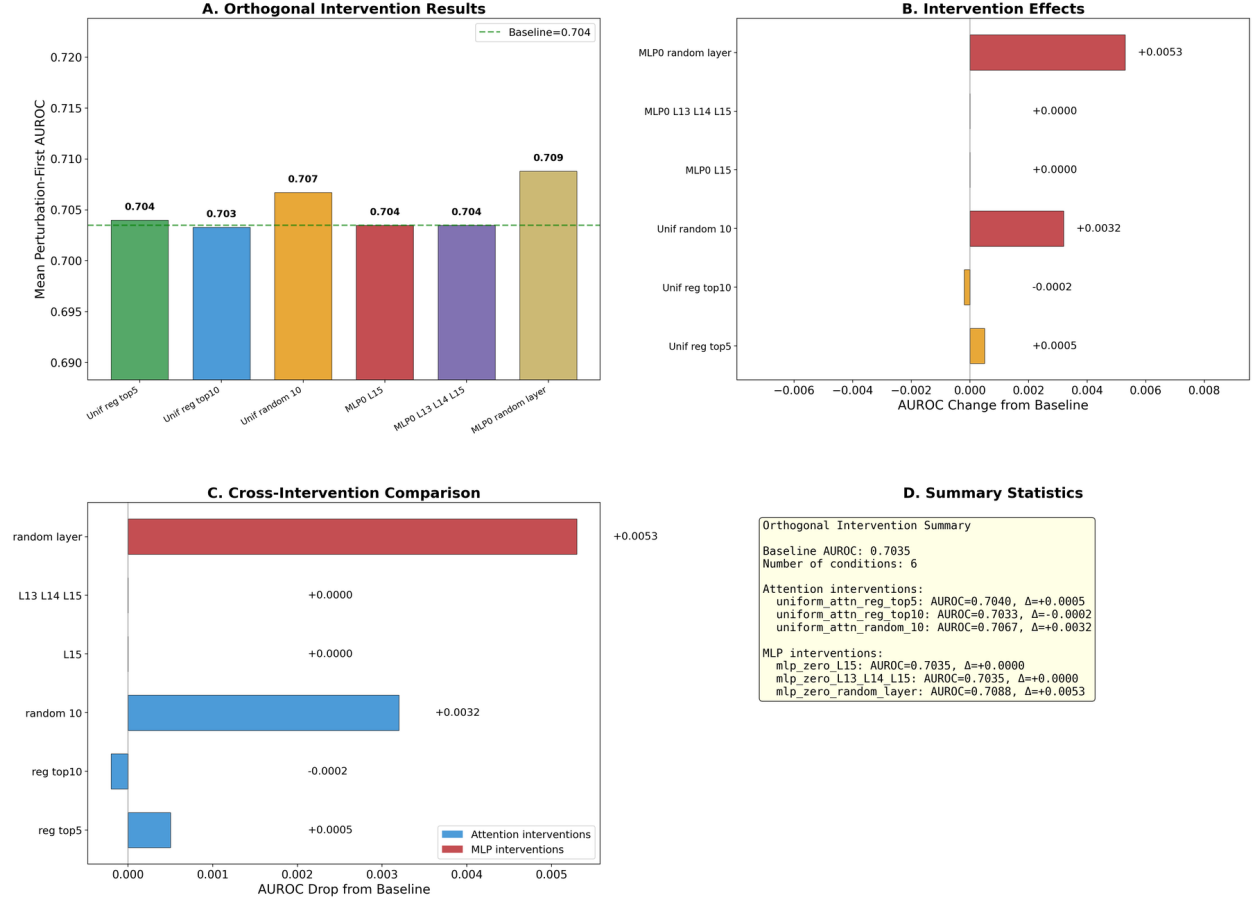 A. Orthogonal Intervention Results
Baseline=0.704
Mean Perturbation-First AUROC
0.720
0.715
0.710
0.705
0.700
0.695
0.690
0.704
0.703
0.707
0.704
0.704
0.709
Unif reg top5
Unif reg top10
Unif random 10
MLP0 L15
MLP0 L13 L14 L15
MLP0 random layer
B. Intervention Effects
MLP0 random layer
+0.0053
MLP0 L13 L14 L15
+0.0000
MLP0 L15
+0.0000
Unif random 10
+0.0032
Unif reg top10
-0.0002
Unif reg top5
+0.0005
−0.006 −0.004 −0.002 0.000 0.002 0.004 0.006 0.008
AUROC Change from Baseline
C. Cross-Intervention Comparison
random layer
+0.0053
L13 L14 L15
+0.0000
L15
+0.0000
random 10
+0.0032
reg top10
-0.0002
reg top5
+0.0005
Attention interventions
MLP interventions
0.000 0.001 0.002 0.003 0.004 0.005
AUROC Drop from Baseline
D. Summary Statistics
Orthogonal Intervention Summary
Baseline AUROC: 0.7035
Number of conditions: 6
Attention interventions:
uniform_attn_reg_top5: AUROC=0.7040, Δ=+0.0005
uniform_attn_reg_top10: AUROC=0.7033, Δ=-0.0002
uniform_attn_random_10: AUROC=0.7067, Δ=+0.0032
MLP interventions:
mlp_zero_L15: AUROC=0.7035, Δ=+0.0000
mlp_zero_L13_L14_L15: AUROC=0.7035, Δ=+0.0000
mlp_zero_random_layer: AUROC=0.7088, Δ=+0.0053